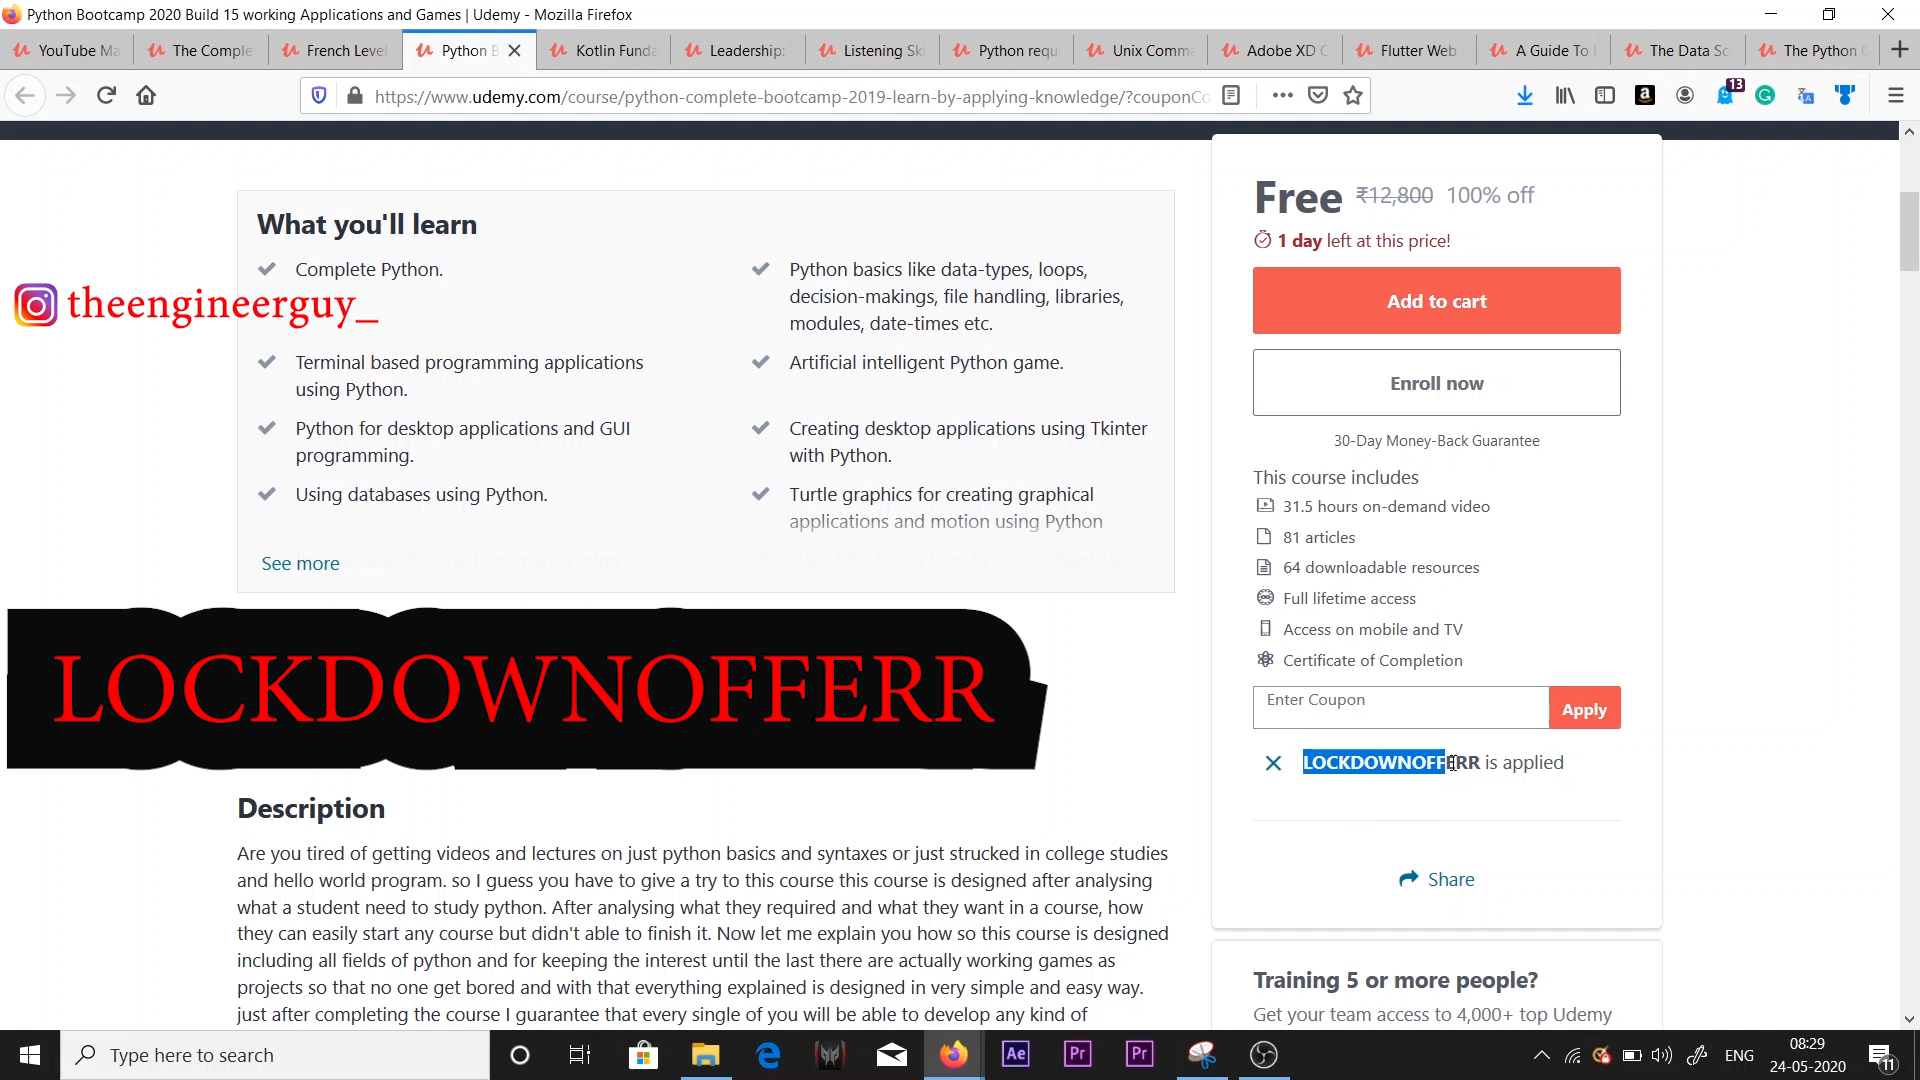 Python Bootcamp 2020 Build 15 working Applications and Games | Udemy - Mozilla Firefox
YouTube Ma
The Comple
French Level
Python B
Kotlin Funda
Leadership:
Listening Ski
Python requ
Unix Comma
Adobe XD C
Flutter Web
A Guide To
The Data Sc
The Python
https://www.udemy.com/course/python-complete-bootcamp-2019-learn-by-applying-knowledge/?couponCo
13
What you'll learn
Complete Python.
Python basics like data-types, loops,
decision-makings, file handling, libraries,
modules, date-times etc.
theengineerguy_
Terminal based programming applications
using Python.
Artificial intelligent Python game.
Python for desktop applications and GUI
programming.
Creating desktop applications using Tkinter
with Python.
Using databases using Python.
Turtle graphics for creating graphical
applications and motion using Python
See more
LOCKDOWNOFFERR
Description
Are you tired of getting videos and lectures on just python basics and syntaxes or just strucked in college studies
and hello world program. so I guess you have to give a try to this course this course is designed after analysing
what a student need to study python. After analysing what they required and what they want in a course, how
they can easily start any course but didn't able to finish it. Now let me explain you how so this course is designed
including all fields of python and for keeping the interest until the last there are actually working games as
projects so that no one get bored and with that everything explained is designed in very simple and easy way.
just after completing the course I guarantee that every single of you will be able to develop any kind of
Free ₹12,800 100% off
1 day left at this price!
Add to cart
Enroll now
30-Day Money-Back Guarantee
This course includes
31.5 hours on-demand video
81 articles
64 downloadable resources
Full lifetime access
Access on mobile and TV
Certificate of Completion
Enter Coupon
Apply
LOCKDOWNOFFERR is applied
Share
Training 5 or more people?
Get your team access to 4,000+ top Udemy
Type here to search
Ae
Pr
Pr
ENG
08:29
24-05-2020
11